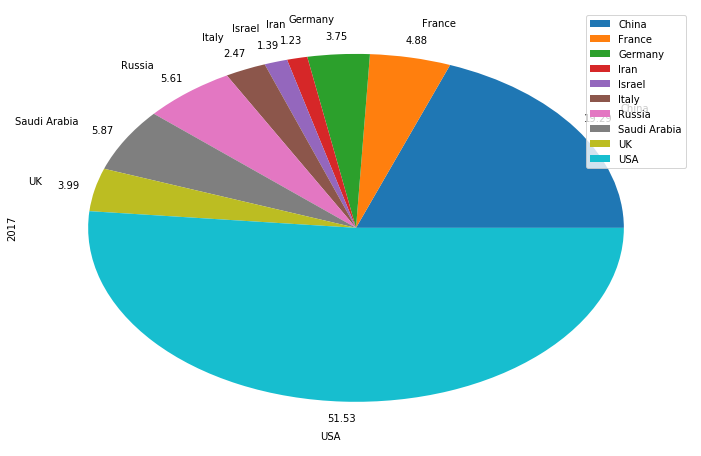 Germany
France
Iran
Israel
Italy
3.75
4.88
1.23
1.39
2.47
Russia
5.61
Saudi Arabia
5.87
UK
3.99
2017
51.53
USA
China
China
France
Germany
Iran
Israel
Italy
Russia
Saudi Arabia
UK
USA